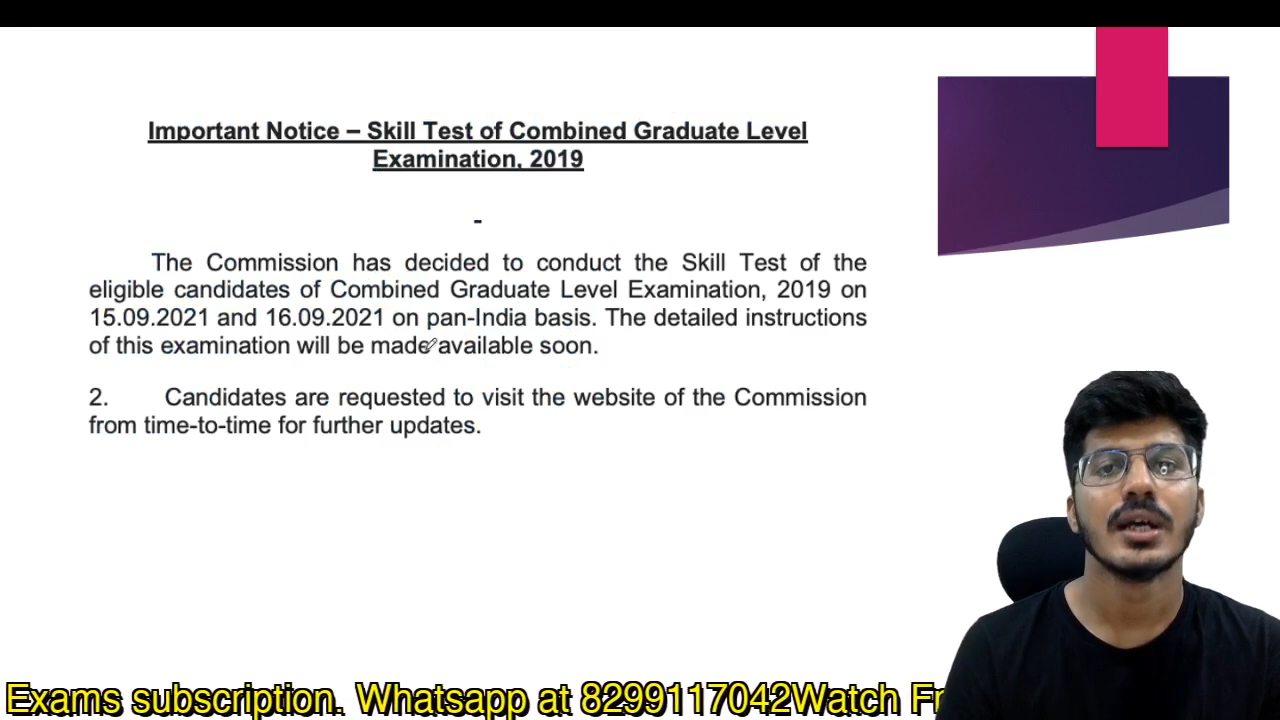 Important Notice – Skill Test of Combined Graduate Level
Examination, 2019
-
The Commission has decided to conduct the Skill Test of the
eligible candidates of Combined Graduate Level Examination, 2019 on
15.09.2021 and 16.09.2021 on pan-India basis. The detailed instructions
of this examination will be made available soon.
2. Candidates are requested to visit the website of the Commission
from time-to-time for further updates.
Exams subscription. Whatsapp at 8299117042Watch